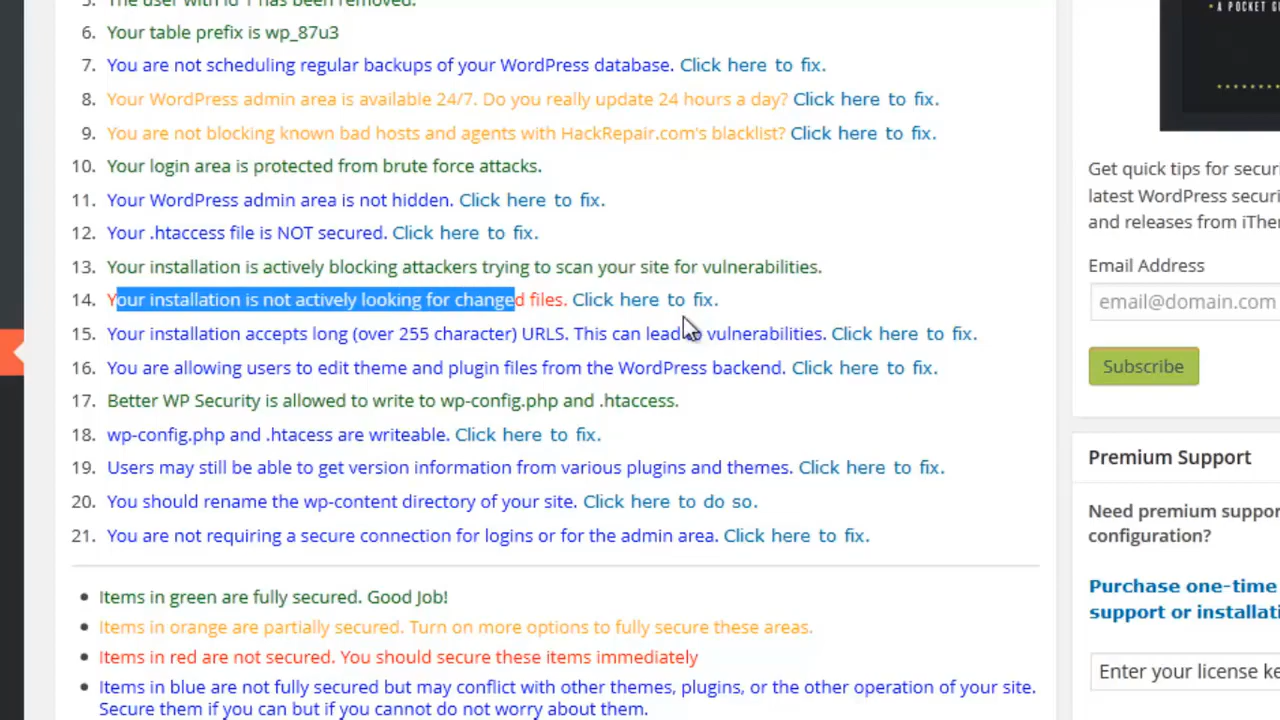 5. The user with id 1 has been removed.
6. Your table prefix is wp_87u3
7. You are not scheduling regular backups of your WordPress database. Click here to fix.
8. Your WordPress admin area is available 24/7. Do you really update 24 hours a day? Click here to fix.
9. You are not blocking known bad hosts and agents with HackRepair.com's blacklist? Click here to fix.
10. Your login area is protected from brute force attacks.
11. Your WordPress admin area is not hidden. Click here to fix.
12. Your .htaccess file is NOT secured. Click here to fix.
13. Your installation is actively blocking attackers trying to scan your site for vulnerabilities.
14. Your installation is not actively looking for changed files. Click here to fix.
15. Your installation accepts long (over 255 character) URLS. This can lead vulnerabilities. Click here to fix.
16. You are allowing users to edit theme and plugin files from the WordPress backend. Click here to fix.
17. Better WP Security is allowed to write to wp-config.php and .htaccess.
18. wp-config.php and .htacess are writeable. Click here to fix.
19. Users may still be able to get version information from various plugins and themes. Click here to fix.
20. You should rename the wp-content directory of your site. Click here to do so.
21. You are not requiring a secure connection for logins or for the admin area. Click here to fix.
• Items in green are fully secured. Good Job!
• Items in orange are partially secured. Turn on more options to fully secure these areas.
• Items in red are not secured. You should secure these items immediately
• Items in blue are not fully secured but may conflict with other themes, plugins, or the other operation of your site.
Secure them if you can but if you cannot do not worry about them.
• A POCKET G
Get quick tips for securi
latest WordPress securi
and releases from iTher
Email Address
email@domain.com
Subscribe
Premium Support
Need premium suppor
configuration?
Purchase one-time
support or installati
Enter your license ke